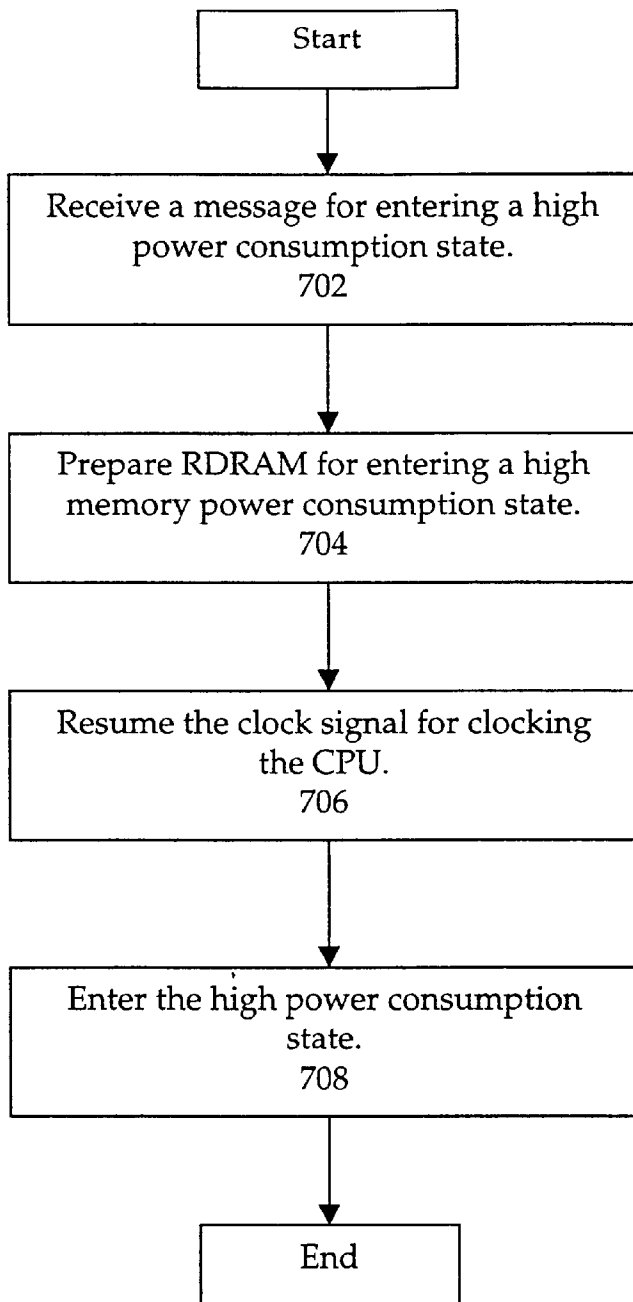 Start
Receive a message for entering a high
power consumption state.
702
Prepare RDRAM for entering a high
memory power consumption state.
704
Resume the clock signal for clocking
the CPU.
706
Enter the high power consumption
state.
708
End